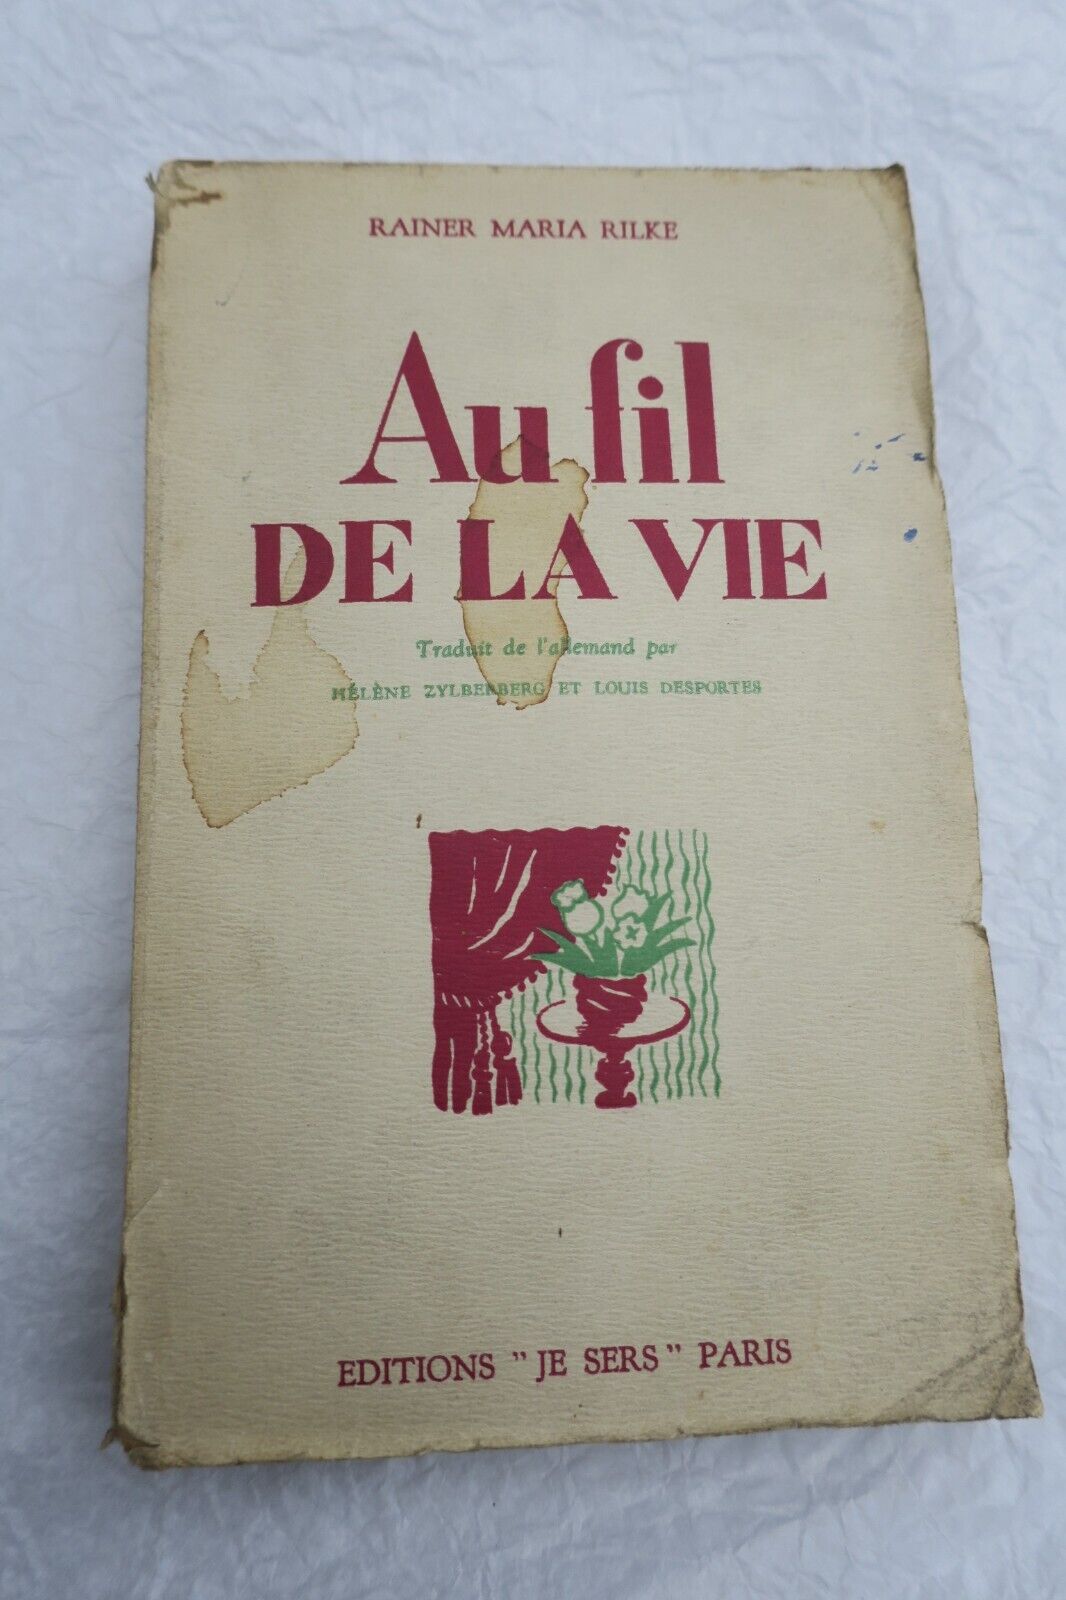 RAINER MARIA RILKE
Au fil
DE LA VIE
Traduit de l'allemand par
HÉLÈNE ZYLBERBERG ET LOUIS DESPORTES
EDITIONS "JE SERS" PARIS